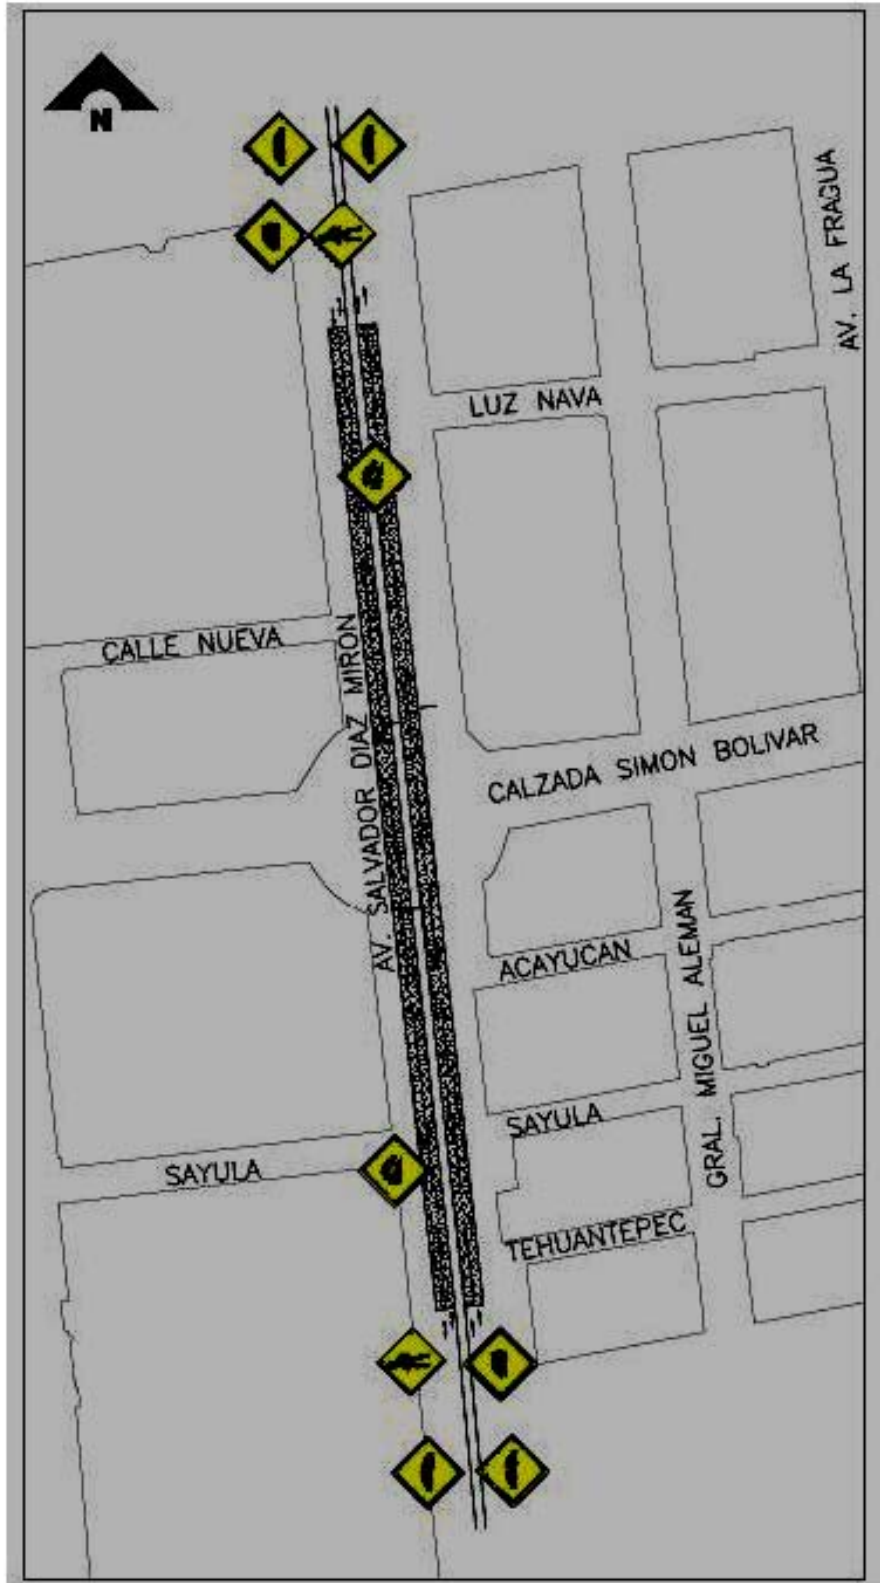 N
AV. LA FRAGUA
LUZ NAVA
CALLE NUEVA
AV. SALVADOR DIAZ MIRON
CALZADA SIMON BOLIVAR
ACAYUCAN
GRAL. MIGUEL ALEMAN
SAYULA
SAYULA
TEHUANTEPEC